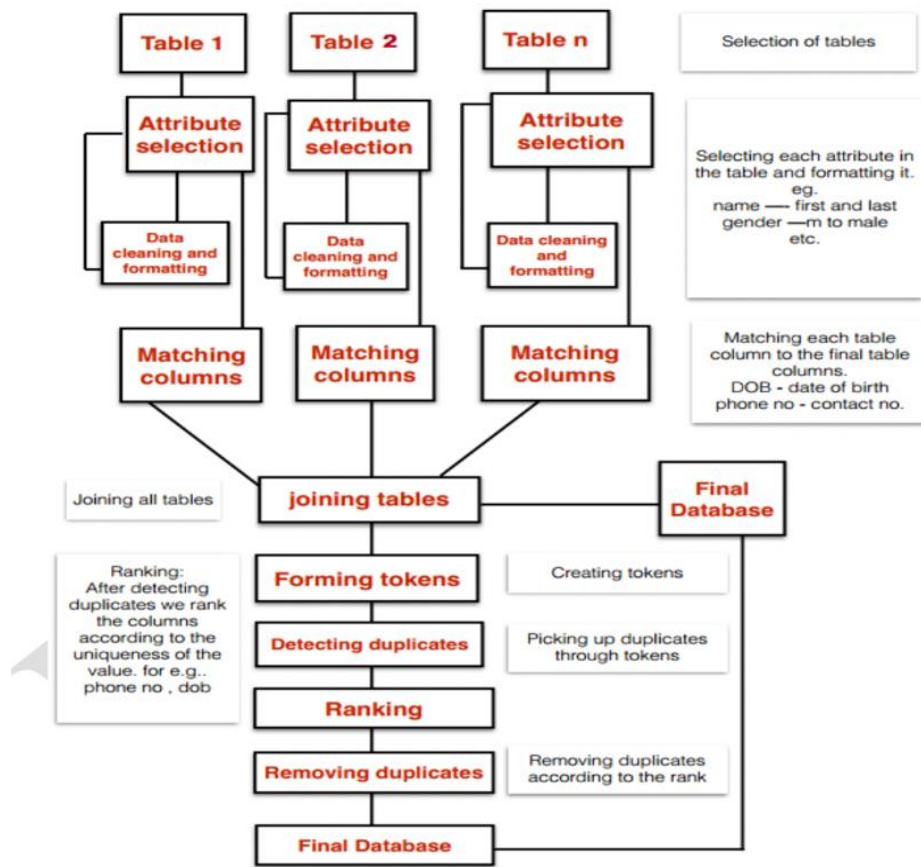 Table 1
Table 2
Table n
Selection of tables
Attribute
selection
Attribute
selection
Attribute
selection
Selecting each attribute in
the table and formatting it.
eg.
name —- first and last
gender —m to male
etc.
Data
cleaning and
formatting
Data
cleaning and
formatting
Data cleaning
and
formatting
Matching
columns
Matching
columns
Matching
columns
Matching each table
column to the final table
columns.
DOB - date of birth
phone no - contact no.
Joining all tables
joining tables
Final
Database
Ranking:
After detecting
duplicates we rank
the columns
according to the
uniqueness of the
value. for e.g..
phone no , dob
Forming tokens
Creating tokens
Detecting duplicates
Picking up duplicates
through tokens
Ranking
Removing duplicates
Removing duplicates
according to the rank
Final Database